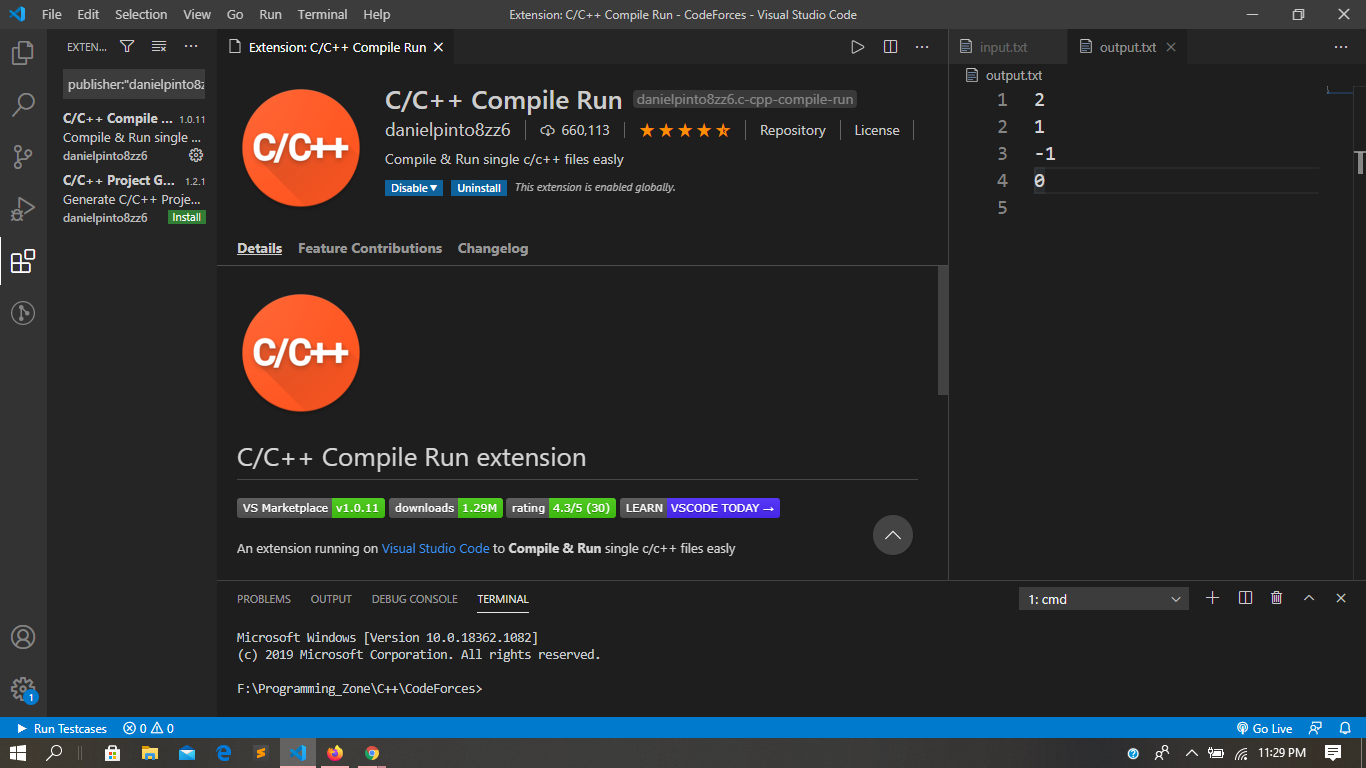 File Edit Selection View Go Run Terminal Help Extension: C/C++ Compile Run - CodeForces - Visual Studio Code
EXTEN...
publisher:"danielpinto8z
C/C++ Compile ... 1.0.11
Compile & Run single ...
danielpinto8zz6
C/C++ Project G... 1.2.1
Generate C/C++ Proje...
danielpinto8zz6 Install
Extension: C/C++ Compile Run
C/C++
C/C++ Compile Run danielpinto8zz6.c-cpp-compile-run
danielpinto8zz6 660,113 Repository License
Compile & Run single c/c++ files easly
Disable Uninstall This extension is enabled globally.
Details Feature Contributions Changelog
C/C++
C/C++ Compile Run extension
VS Marketplace v1.0.11 downloads 1.29M rating 4.3/5 (30) LEARN VSCODE TODAY →
An extension running on Visual Studio Code to Compile & Run single c/c++ files easly
input.txt output.txt
output.txt
1 2
2 1
3 -1
4 0
5
PROBLEMS OUTPUT DEBUG CONSOLE TERMINAL 1: cmd
Microsoft Windows [Version 10.0.18362.1082]
(c) 2019 Microsoft Corporation. All rights reserved.
F:\Programming_Zone\C++\CodeForces>
1
Run Testcases 0 0 Go Live
11:29 PM